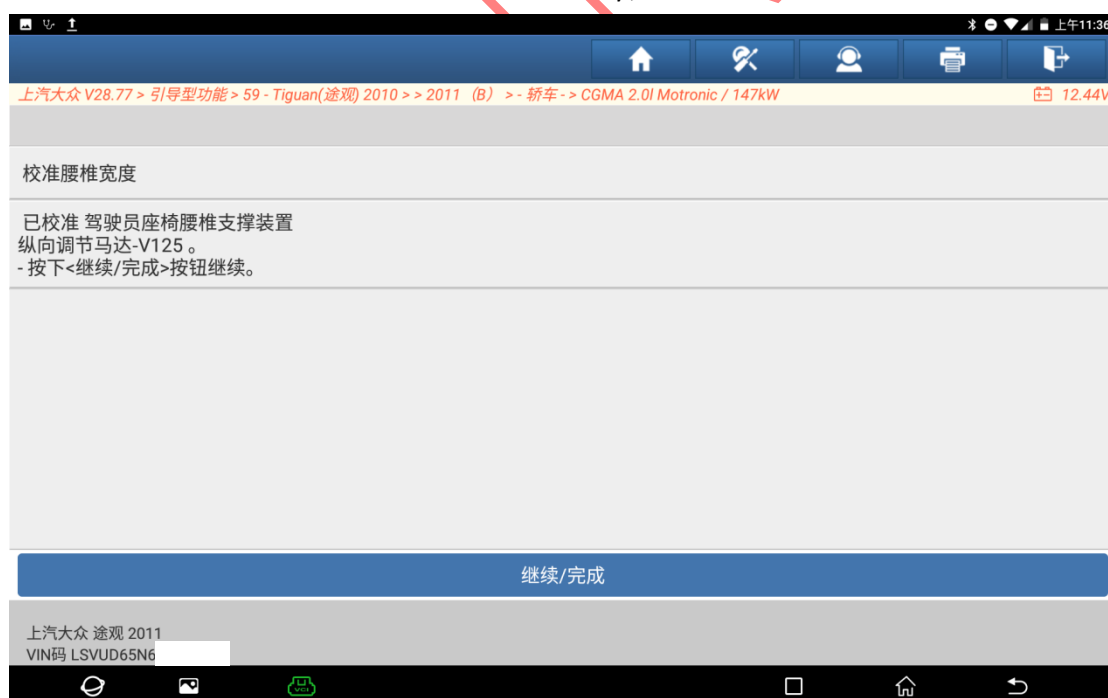 上午11:36
上汽大众 V28.77 > 引导型功能 > 59 - Tiguan(途观) 2010 > > 2011 （B） > - 轿车 - > CGMA 2.0l Motronic / 147kW 12.44V
校准腰椎宽度
已校准 驾驶员座椅腰椎支撑装置
纵向调节马达-V125 。
- 按下<继续/完成>按钮继续。
继续/完成
上汽大众 途观 2011
VIN码 LSVUD65N6
VCI